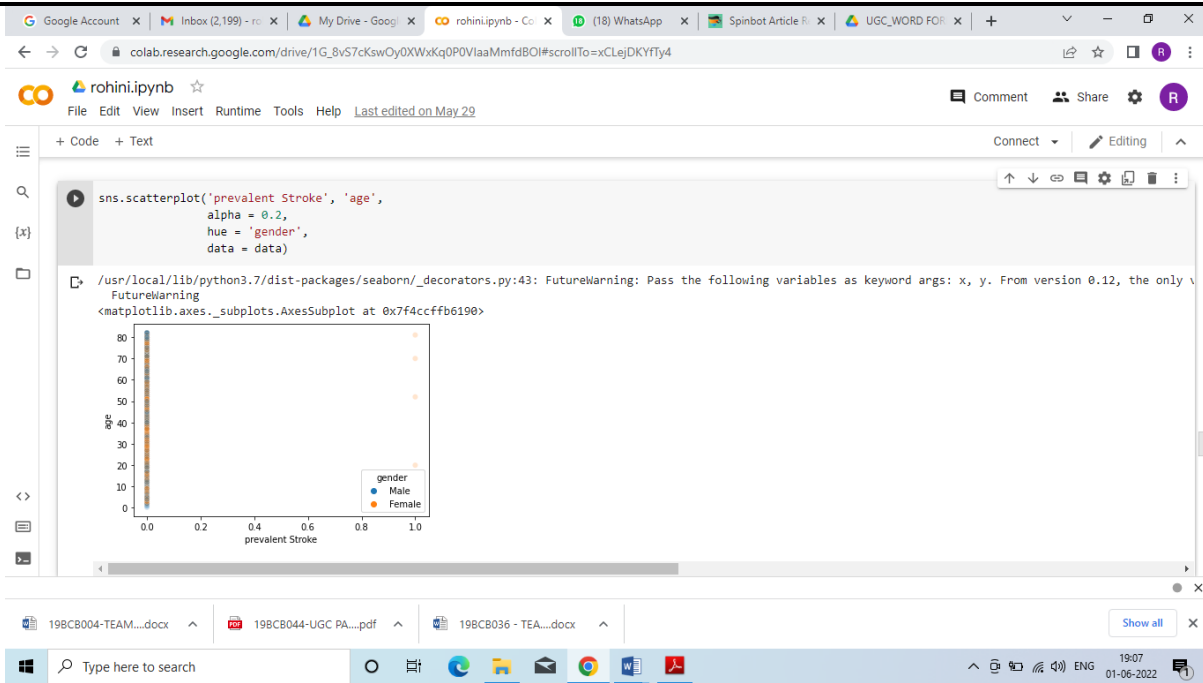 Google Account
Inbox (2,199) - ro
My Drive - Googl
rohini.ipynb - Co
(18) WhatsApp
Spinbot Article R
UGC_WORD FOR
colab.research.google.com/drive/1G_8vS7cKswOy0XWxKq0P0VIaaMmfdBOI#scrollTo=xCLejDKYfTy4
R
CO rohini.ipynb
Comment Share R
File Edit View Insert Runtime Tools Help Last edited on May 29
+ Code + Text Connect Editing
sns.scatterplot('prevalent Stroke', 'age',
alpha = 0.2,
{x}
hue = 'gender',
data = data)
/usr/local/lib/python3.7/dist-packages/seaborn/_decorators.py:43: FutureWarning: Pass the following variables as keyword args: x, y. From version 0.12, the only v
FutureWarning
<matplotlib.axes._subplots.AxesSubplot at 0x7f4ccffb6190>
80
70
60
50
age
40
30
20
10
0
gender
Male
Female
0.0 0.2 0.4 0.6 0.8 1.0
prevalent Stroke
19BCB004-TEAM....docx
PDF 19BCB044-UGC PA....pdf
19BCB036 - TEA....docx
Show all
Type here to search
ENG
19:07
01-06-2022
1